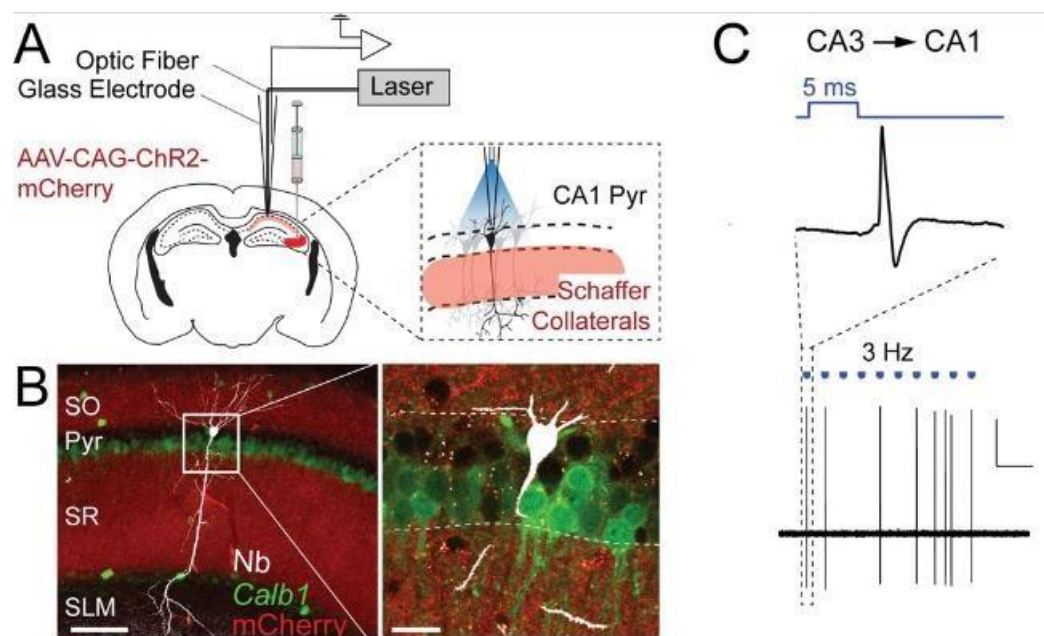 A
Optic Fiber
Glass Electrode
Laser
AAV-CAG-ChR2-
mCherry
CA1 Pyr
Schaffer
Collaterals
B
SO
Pyr
SR
SLM
Nb
Calb1
mCherry
C
CA3 → CA1
5 ms
3 Hz